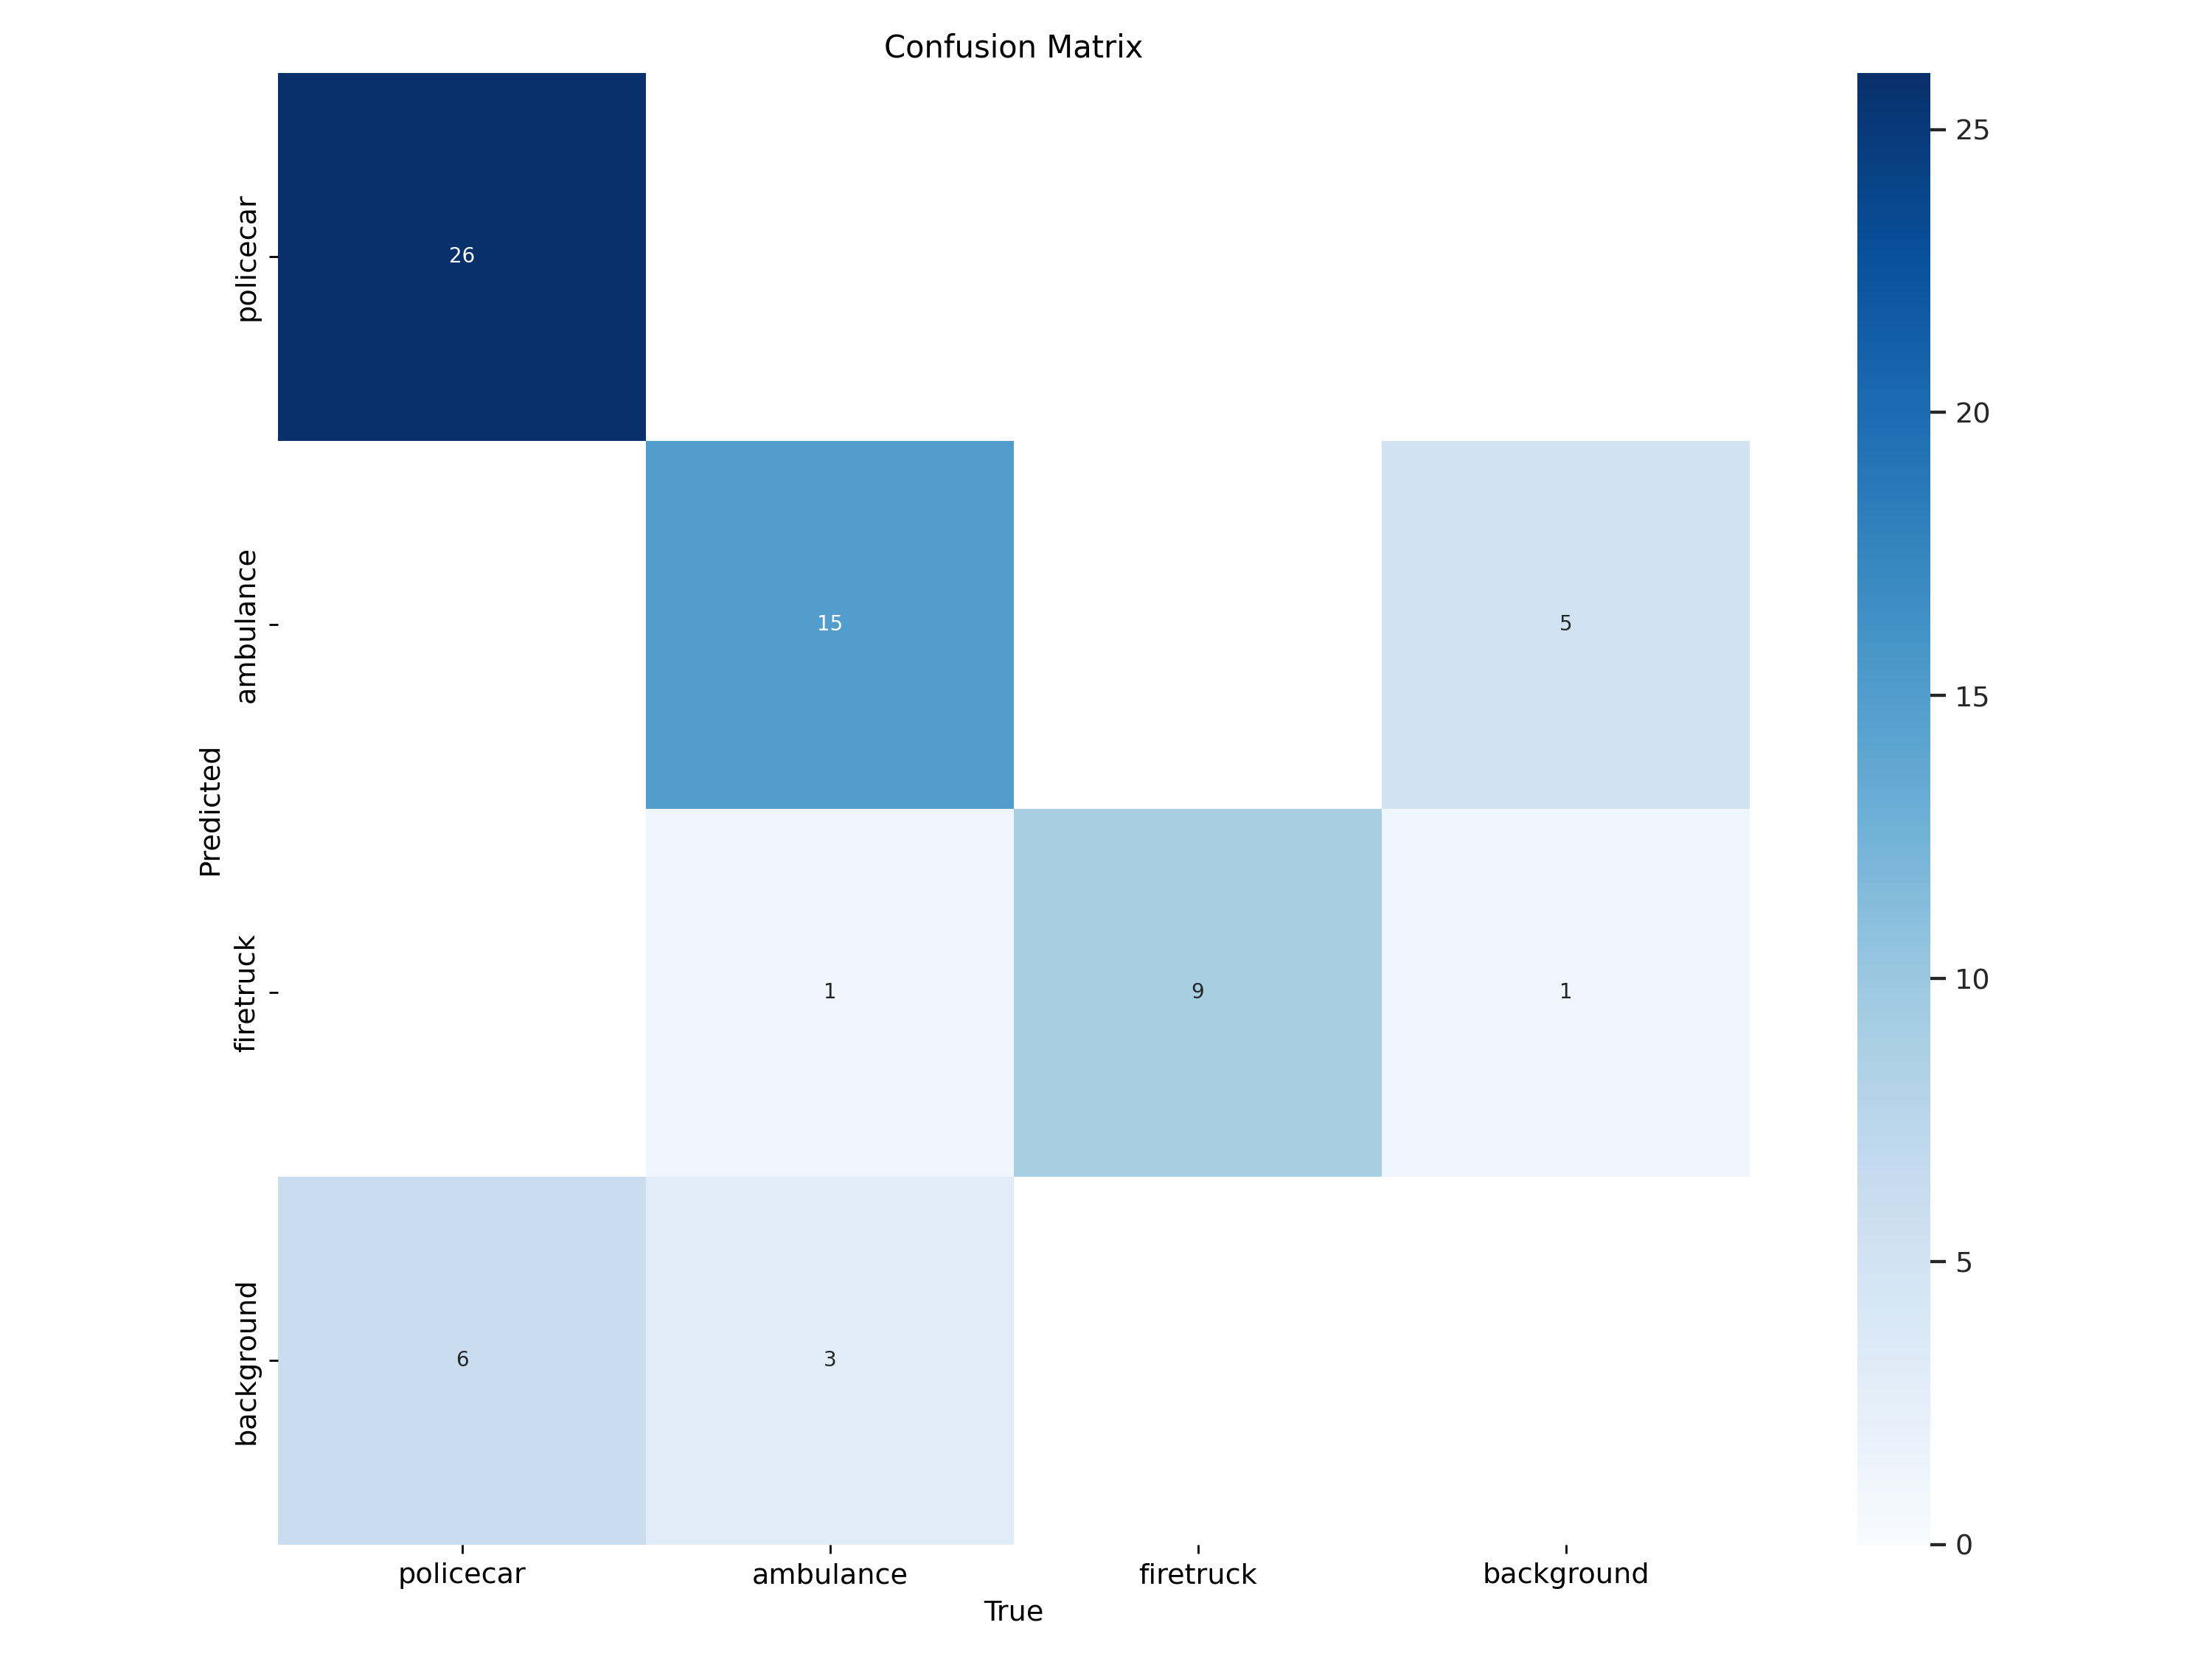 Confusion Matrix
policecar
26
ambulance
15
5
Predicted
firetruck
1
9
1
background
6
3
policecar
ambulance
firetruck
background
True
25
20
15
10
5
0